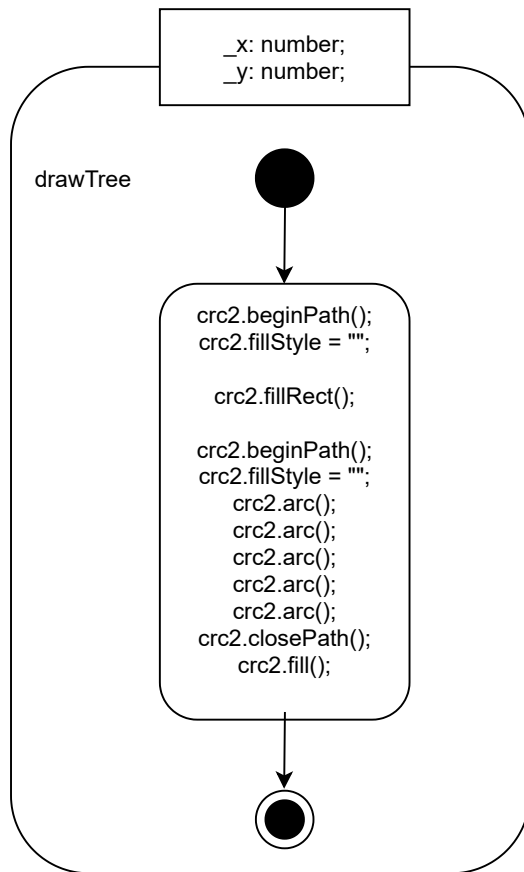 _x: number;
_y: number;
drawTree
crc2.beginPath();
crc2.fillStyle = "";
crc2.fillRect();
crc2.beginPath();
crc2.fillStyle = "";
crc2.arc();
crc2.arc();
crc2.arc();
crc2.arc();
crc2.arc();
crc2.closePath();
crc2.fill();